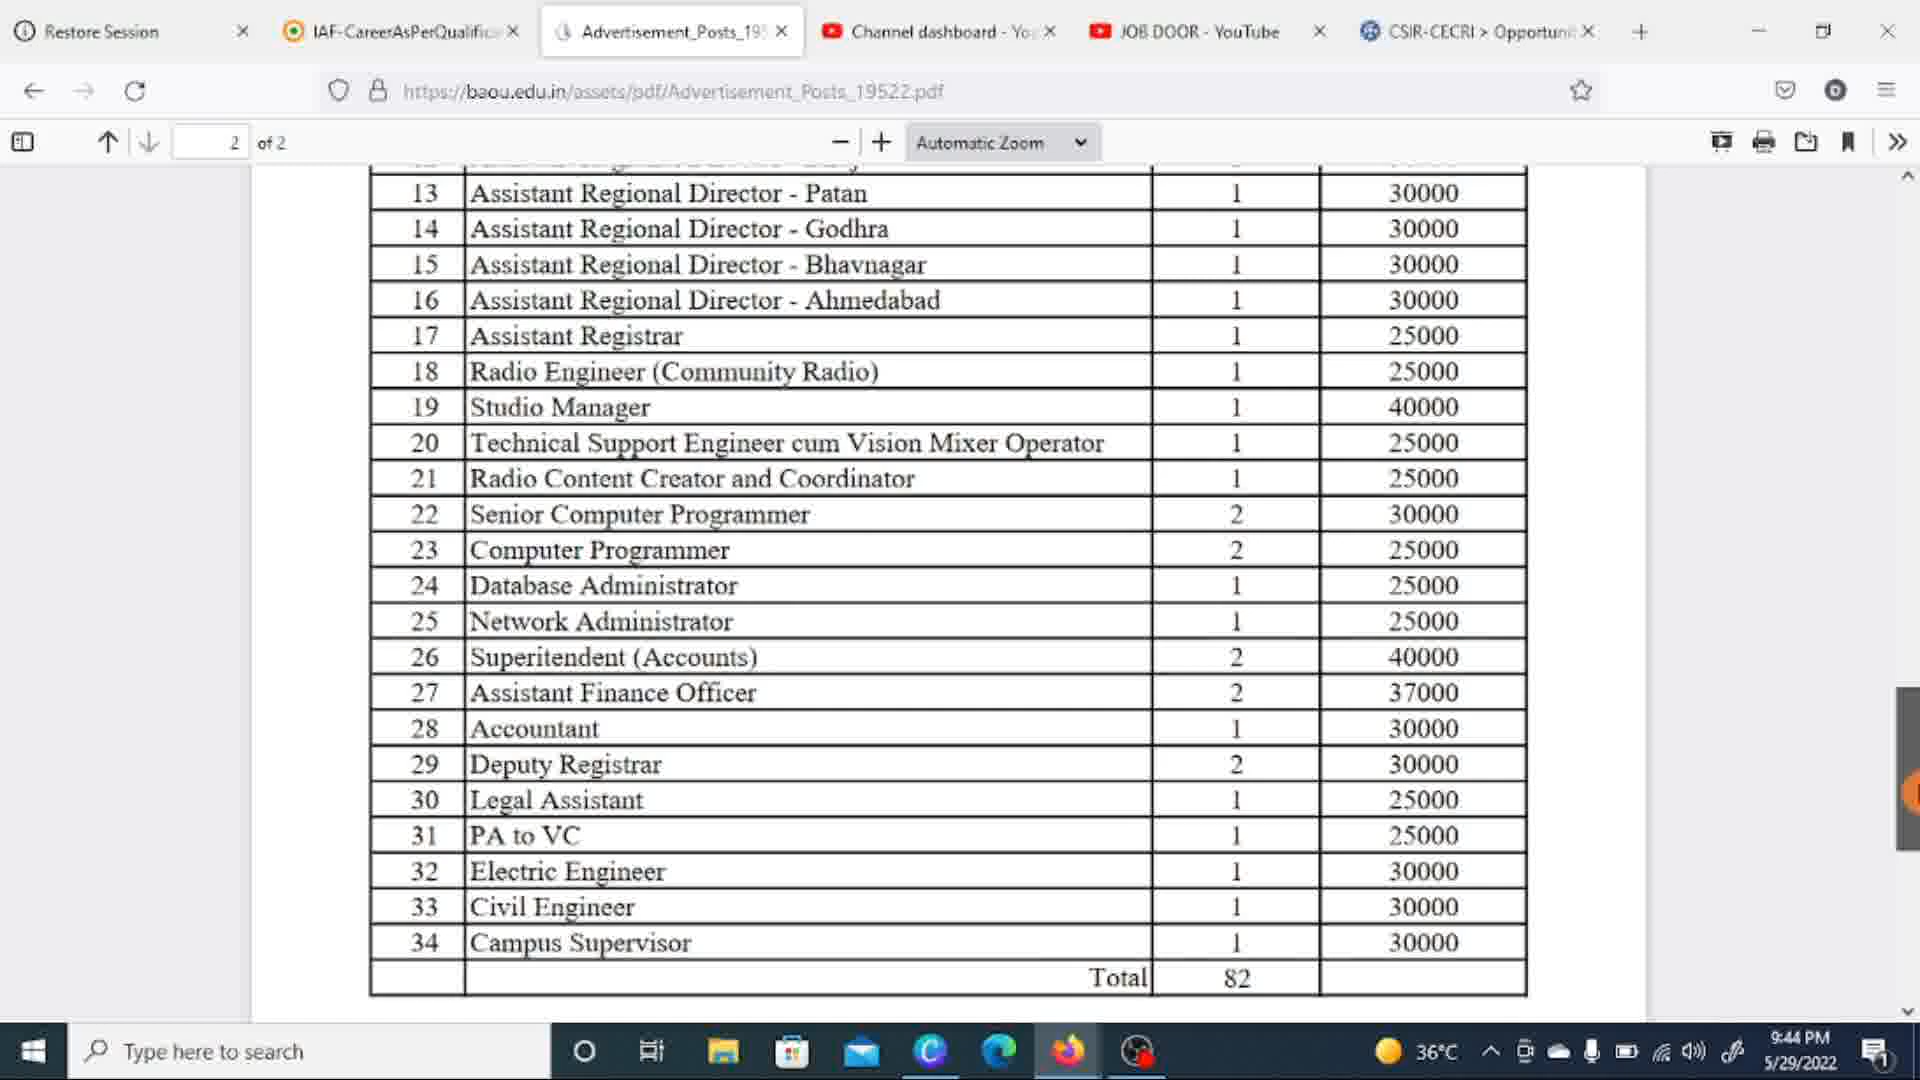 Restore Session
IAF-CareerAsPerQualific
Advertisement_Posts_195
Channel dashboard - You
JOB DOOR - YouTube
CSIR-CECRI > Opportuni
https://baou.edu.in/assets/pdf/Advertisement_Posts_19522.pdf
2 of 2
Automatic Zoom
13 Assistant Regional Director - Patan 1 30000
14 Assistant Regional Director - Godhra 1 30000
15 Assistant Regional Director - Bhavnagar 1 30000
16 Assistant Regional Director - Ahmedabad 1 30000
17 Assistant Registrar 1 25000
18 Radio Engineer (Community Radio) 1 25000
19 Studio Manager 1 40000
20 Technical Support Engineer cum Vision Mixer Operator 1 25000
21 Radio Content Creator and Coordinator 1 25000
22 Senior Computer Programmer 2 30000
23 Computer Programmer 2 25000
24 Database Administrator 1 25000
25 Network Administrator 1 25000
26 Superitendent (Accounts) 2 40000
27 Assistant Finance Officer 2 37000
28 Accountant 1 30000
29 Deputy Registrar 2 30000
30 Legal Assistant 1 25000
31 PA to VC 1 25000
32 Electric Engineer 1 30000
33 Civil Engineer 1 30000
34 Campus Supervisor 1 30000
Total 82
Type here to search
36°C
9:44 PM
5/29/2022
1